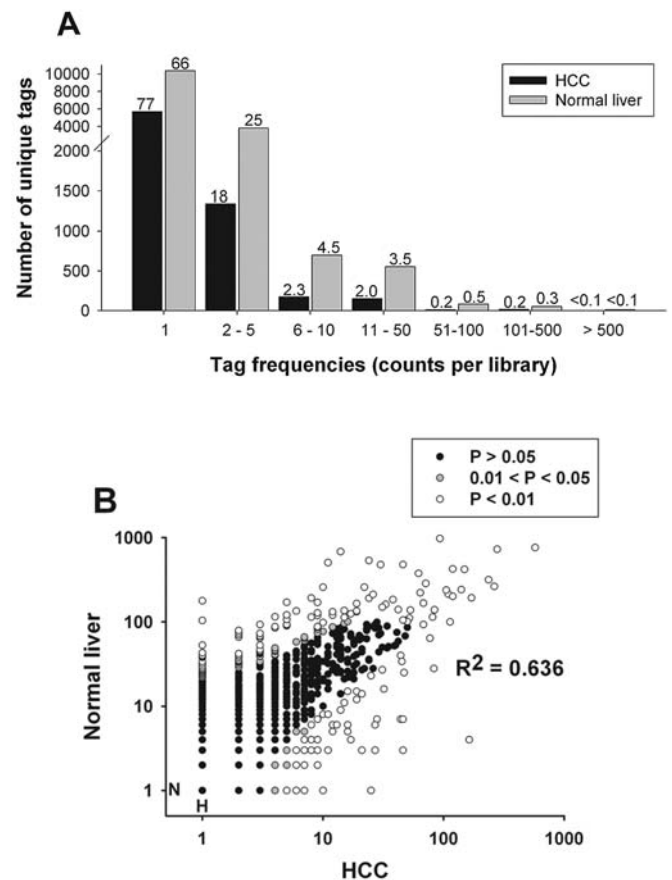 A
HCC
Normal liver
Number of unique tags
10000
8000
6000
4000
2000
1500
1000
500
0
77
66
18
25
2.3
4.5
2.0
3.5
0.2
0.5
0.2
0.3
<0.1
<0.1
1
2 - 5
6 - 10
11 - 50
51-100
101-500
> 500
Tag frequencies (counts per library)
P > 0.05
0.01 < P < 0.05
P < 0.01
B
Normal liver
1000
100
10
1
R² = 0.636
N
H
1
10
100
1000
HCC